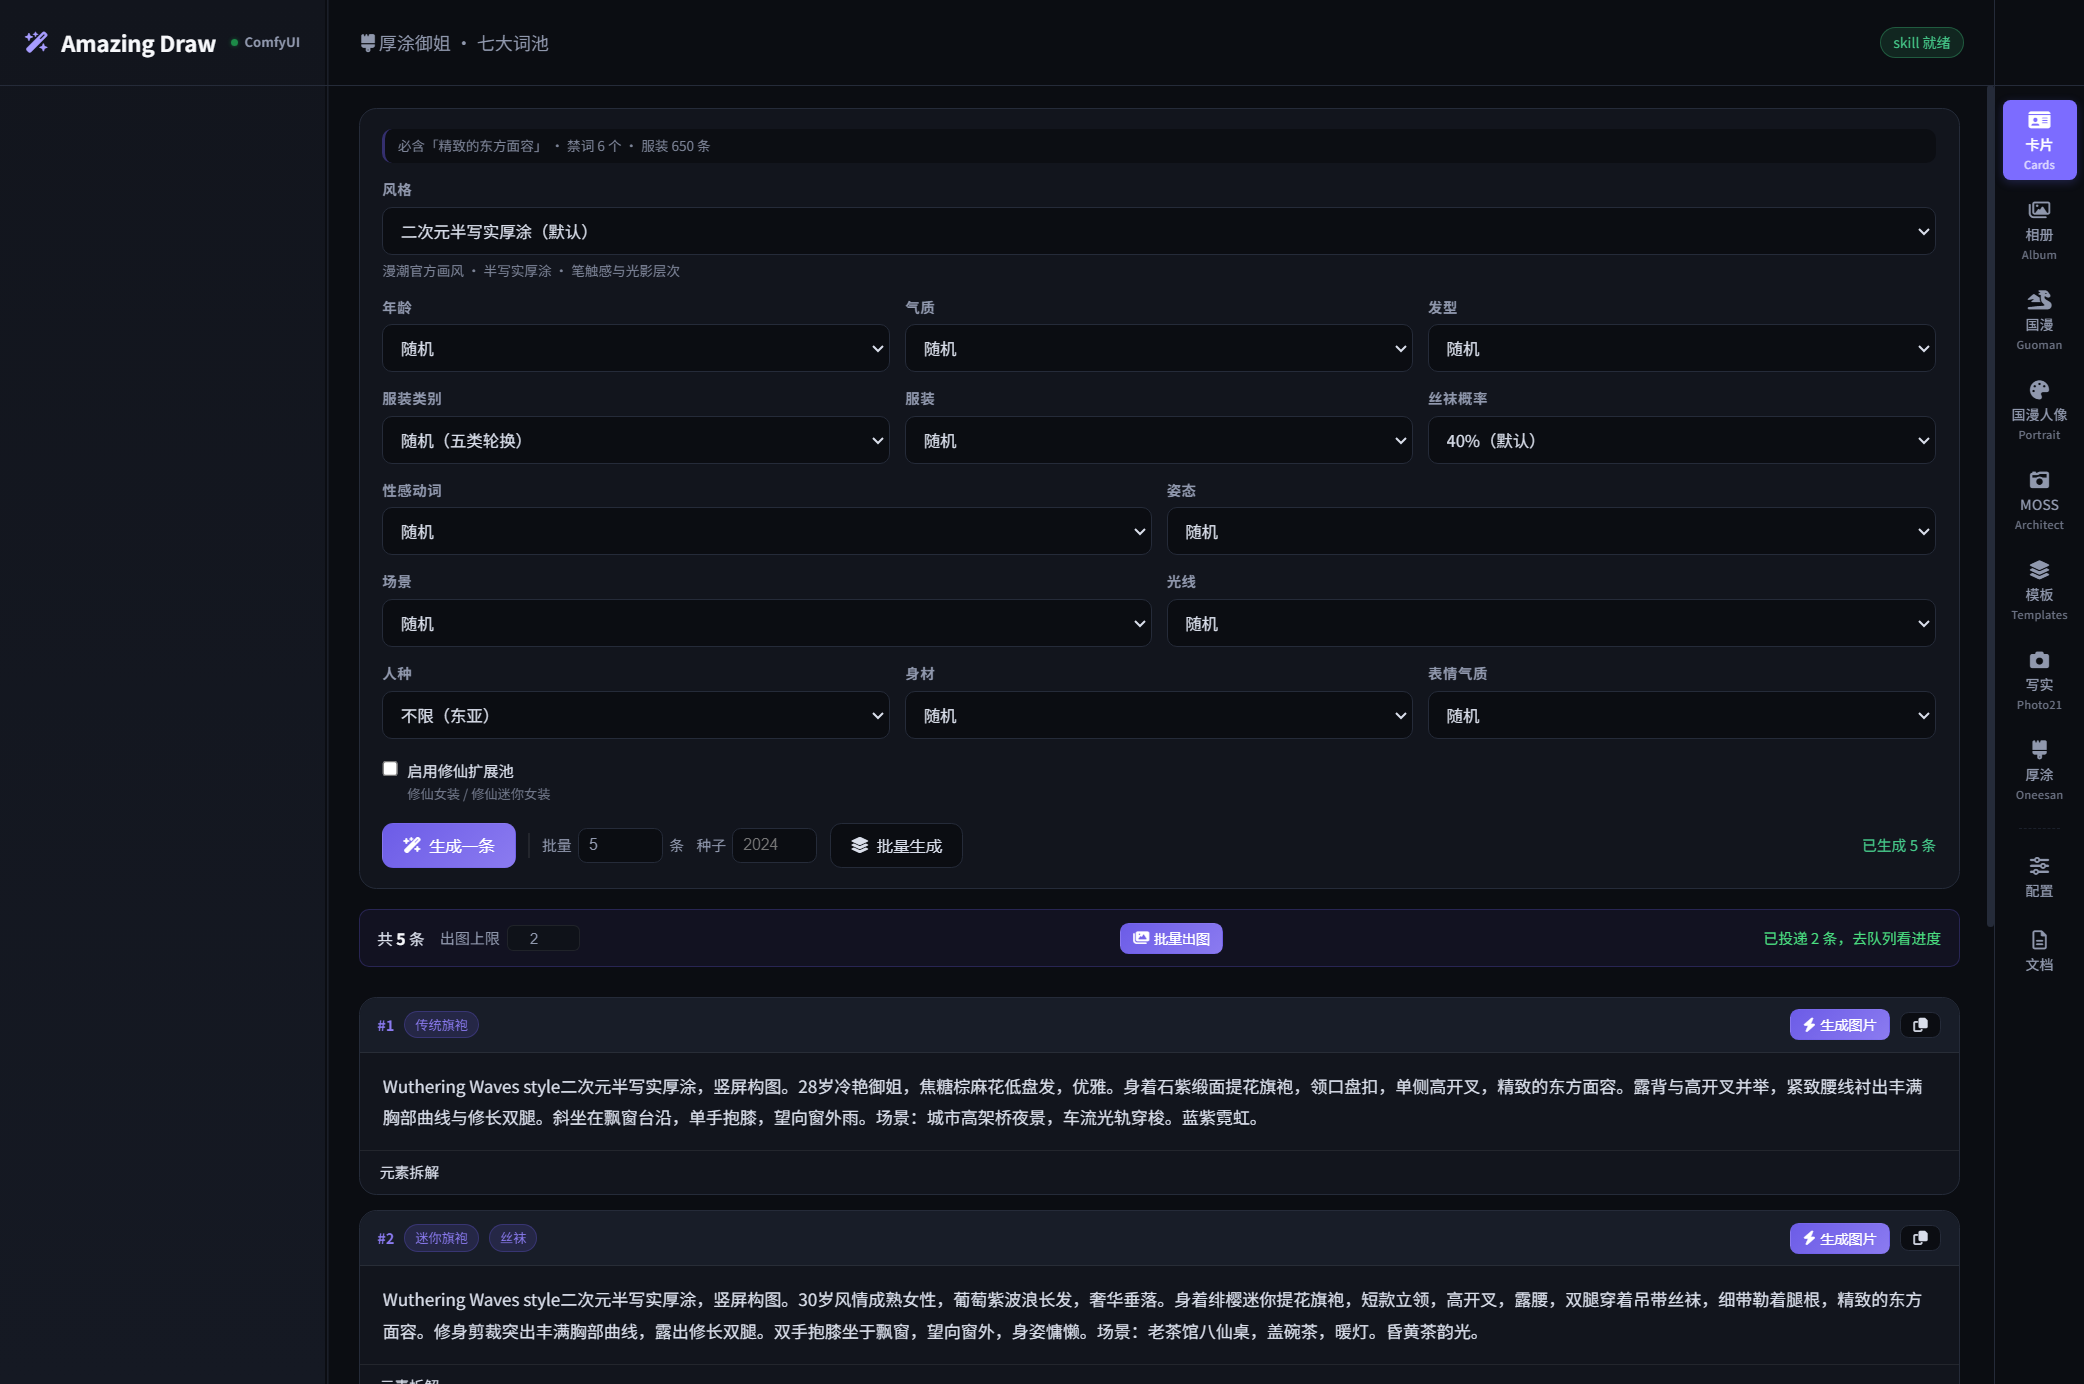 Amazing Draw
ComfyUI
厚涂御姐 · 七大词池
skill 就绪
必含「精致的东方面容」 · 禁词 6 个 · 服装 650 条
风格
二次元半写实厚涂（默认）
漫潮官方画风 · 半写实厚涂 · 笔触感与光影层次
年龄
气质
发型
随机
随机
随机
服装类别
服装
丝袜概率
随机（五类轮换）
随机
40%（默认）
性感动词
姿态
随机
随机
场景
光线
随机
随机
人种
身材
表情气质
不限（东亚）
随机
随机
启用修仙扩展池
修仙女装 / 修仙迷你女装
生成一条
批量
5
条
种子
2024
批量生成
已生成 5 条
共 5 条
出图上限
2
批量出图
已投递 2 条，去队列看进度
#1
传统旗袍
生成图片
Wuthering Waves style二次元半写实厚涂，竖屏构图。28岁冷艳御姐，焦糖棕麻花低盘发，优雅。身着石紫缎面提花旗袍，领口盘扣，单侧高开叉，精致的东方面容。露背与高开叉并举，紧致腰线衬出丰满
胸部曲线与修长双腿。斜坐在飘窗台沿，单手抱膝，望向窗外雨。场景：城市高架桥夜景，车流光轨穿梭。蓝紫霓虹。
元素拆解
#2
迷你旗袍
丝袜
生成图片
Wuthering Waves style二次元半写实厚涂，竖屏构图。30岁风情成熟女性，葡萄紫波浪长发，奢华垂落。身着绯樱迷你提花旗袍，短款立领，高开叉，露腰，双腿穿着吊带丝袜，细带勒着腿根，精致的东方
面容。修身剪裁突出丰满胸部曲线，露出修长双腿。双手抱膝坐于飘窗，望向窗外，身姿慵懒。场景：老茶馆八仙桌，盖碗茶，暖灯。昏黄茶韵光。
元素拆解
卡片
Cards
相册
Album
国漫
Guoman
国漫人像
Portrait
MOSS
Architect
模板
Templates
写实
Photo21
厚涂
Oneesan
配置
文档